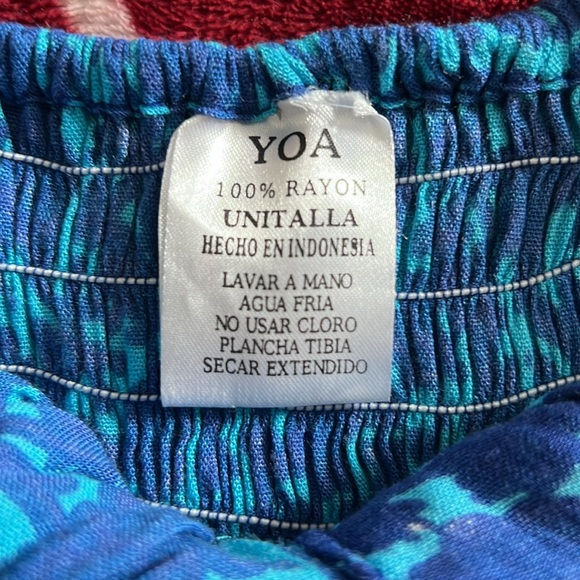 YOA
100% RAYON
UNITALLA
HECHO EN INDONESIA
LAVAR A MANO
AGUA FRIA
NO USAR CLORO
PLANCHA TIBIA
SECAR EXTENDIDO